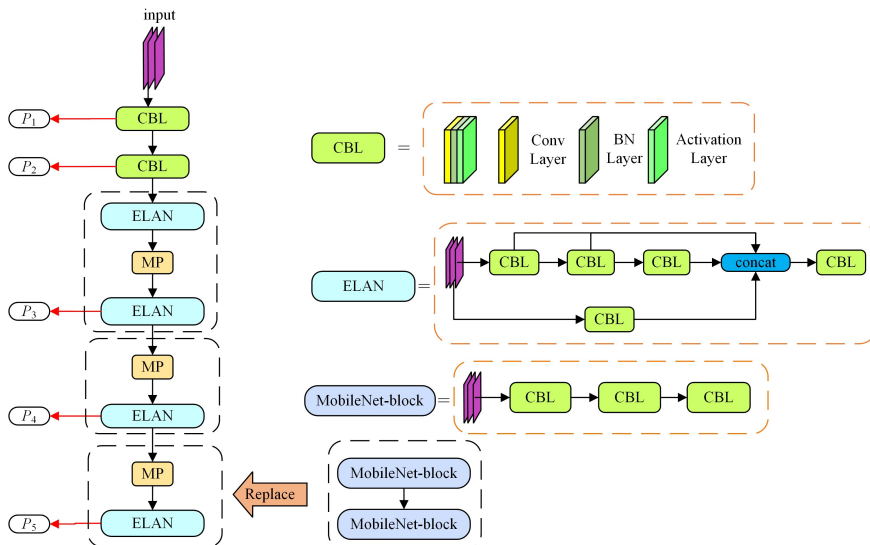 input
P1
CBL
P2
CBL
ELAN
MP
P3
ELAN
MP
P4
ELAN
MP
P5
ELAN
Replace
MobileNet-block
MobileNet-block
CBL
=
Conv
Layer
BN
Layer
Activation
Layer
ELAN
=
CBL
CBL
CBL
concat
CBL
CBL
MobileNet-block
=
CBL
CBL
CBL